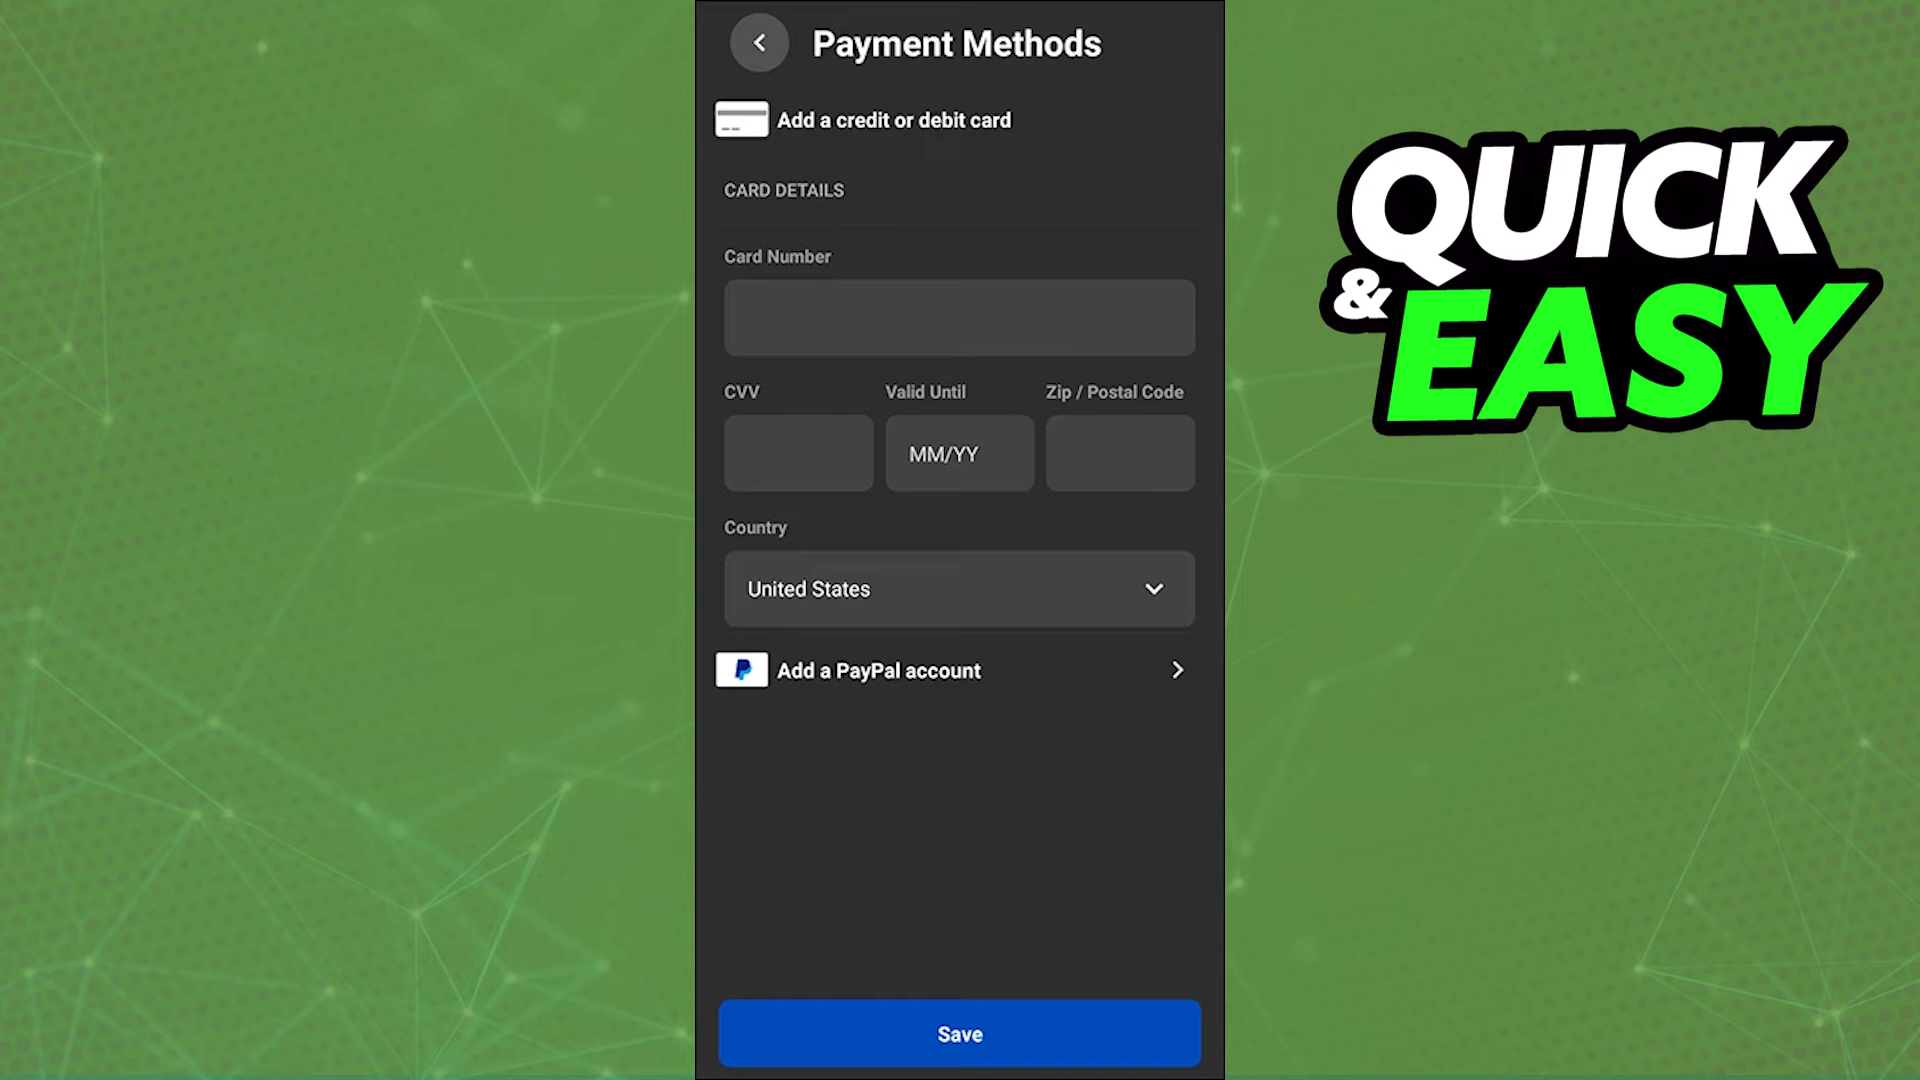 Payment Methods
Add a credit or debit card
CARD DETAILS
Card Number
CVV Valid Until Zip / Postal Code
MM/YY
Country
United States
Add a PayPal account
Save
QUICK
& EASY